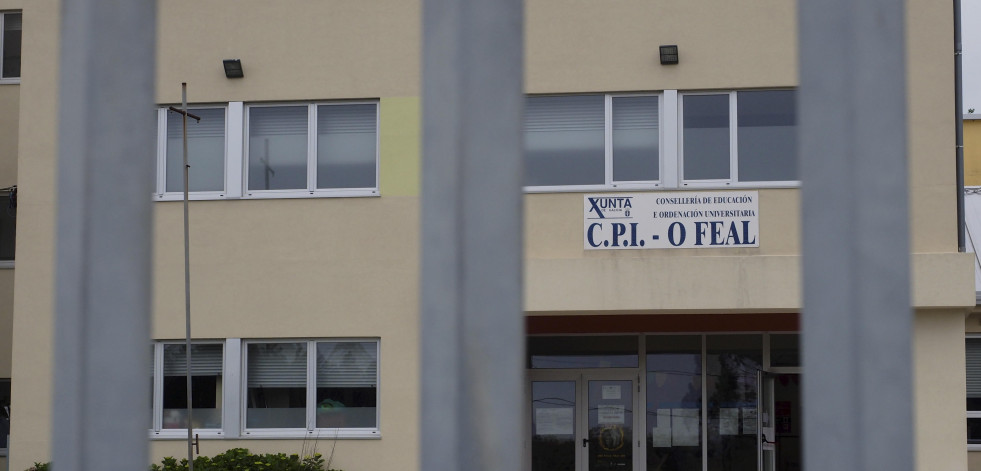 XUNTA
CONSELLERÍA DE EDUCACIÓN
E ORDENACIÓN UNIVERSITARIA
C.P.I. - O FEAL